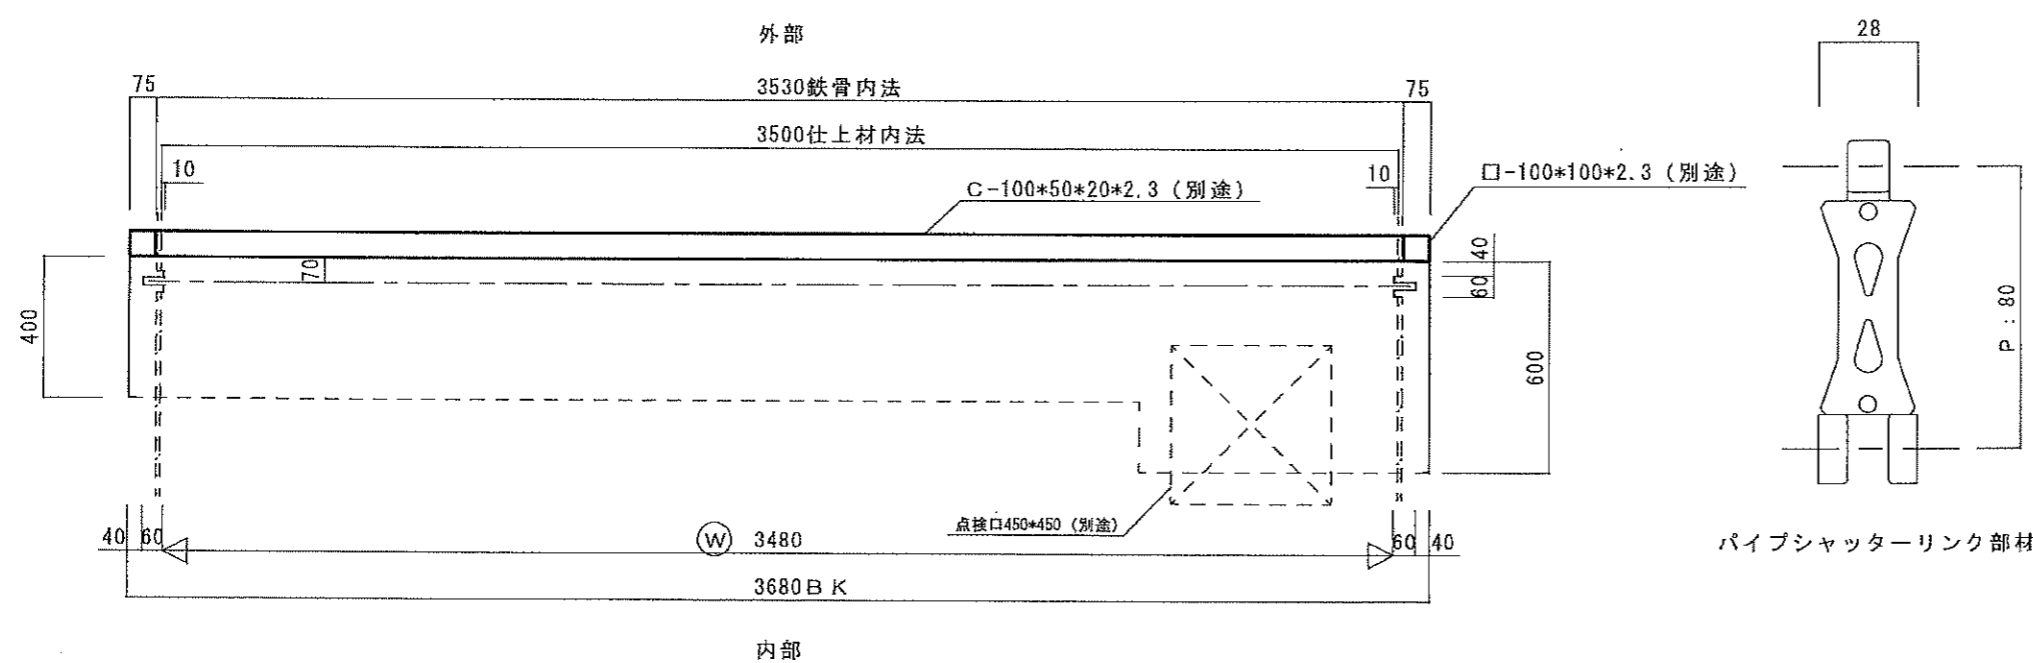 外部
28
75
3530鉄骨内法
75
3500仕上材内法
10
10
C-100*50*20*2.3 (別途)
□-100*100*2.3 (別途)
70
40
60
400
600
P:80
点検口450*450 (別途)
40
60
W
3480
60
40
3680BK
パイプシャッターリンク部材
内部